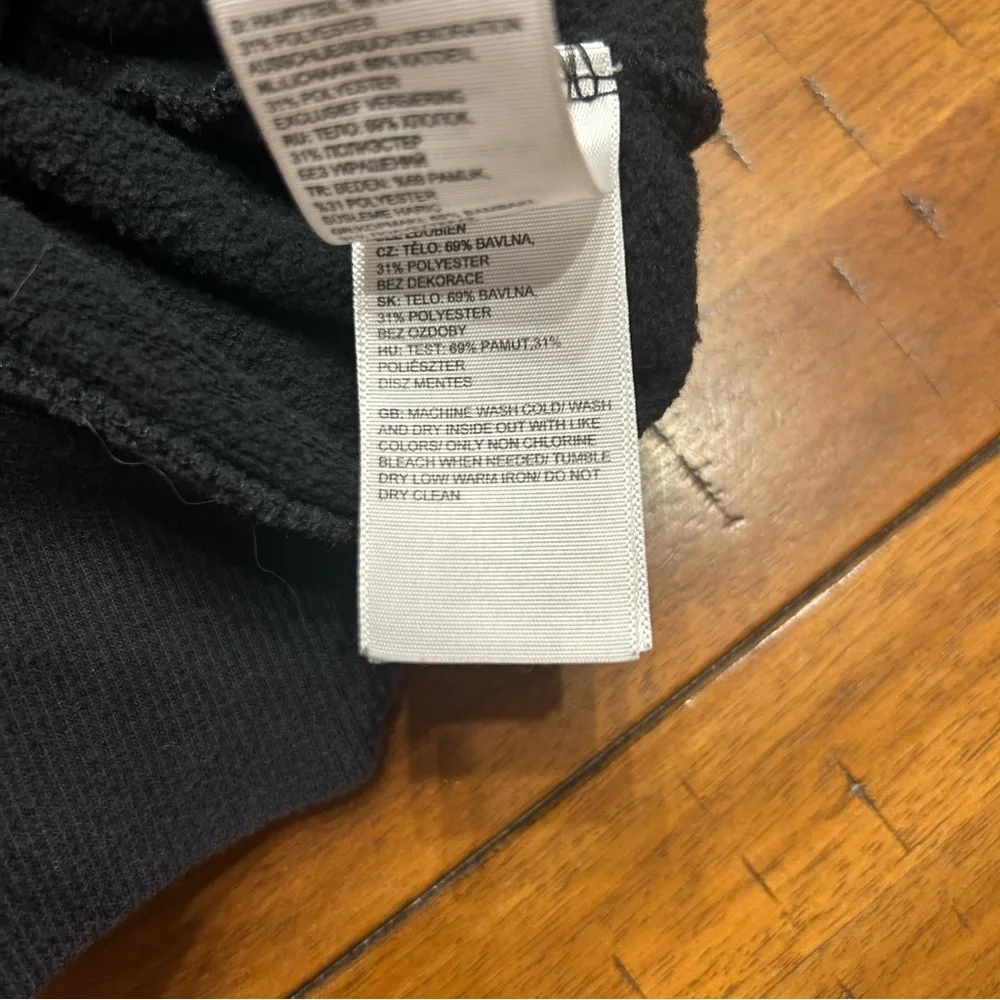 31% POLYESTER
31% POLYESTER
EXCLUSIEF VERSIERING
RU: ТЕЛО: 69% ХЛОПОК,
31% ПОЛИЭСТЕР
БЕЗ УКРАШЕНИЙ
TR: BEDEN: %69 PAMUK,
%31 POLYESTER
SÜSLEME HARİÇ
CZ: TĚLO: 69% BAVLNA,
31% POLYESTER
BEZ DEKORACE
SK: TELO: 69% BAVLNA,
31% POLYESTER
BEZ OZDOBY
HU: TEST: 69% PAMUT,31%
POLIÉSZTER
DISZ MENTES
GB: MACHINE WASH COLD/ WASH
AND DRY INSIDE OUT WITH LIKE
COLORS/ ONLY NON CHLORINE
BLEACH WHEN NEEDED/ TUMBLE
DRY LOW/ WARM IRON/ DO NOT
DRY CLEAN